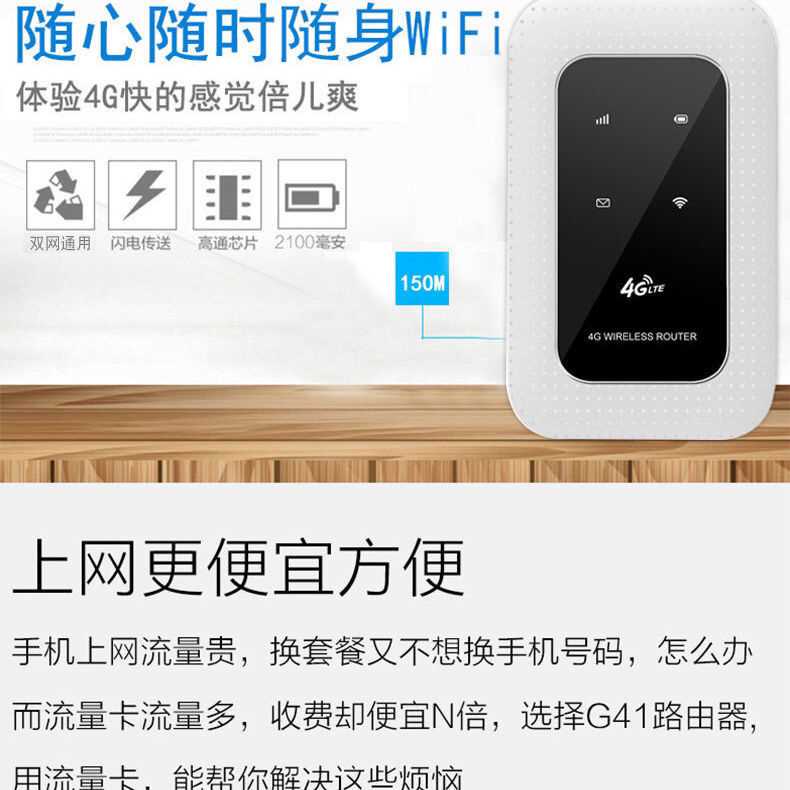 随心随时随身WiFi
体验4G快的感觉倍儿爽
双网通用 闪电传送 高通芯片 2100毫安
150M
4G LTE
4G WIRELESS ROUTER
上网更便宜方便
手机上网流量贵，换套餐又不想换手机号码，怎么办
而流量卡流量多，收费却便宜N倍，选择G41路由器，
用流量卡，能帮你解决这些烦恼